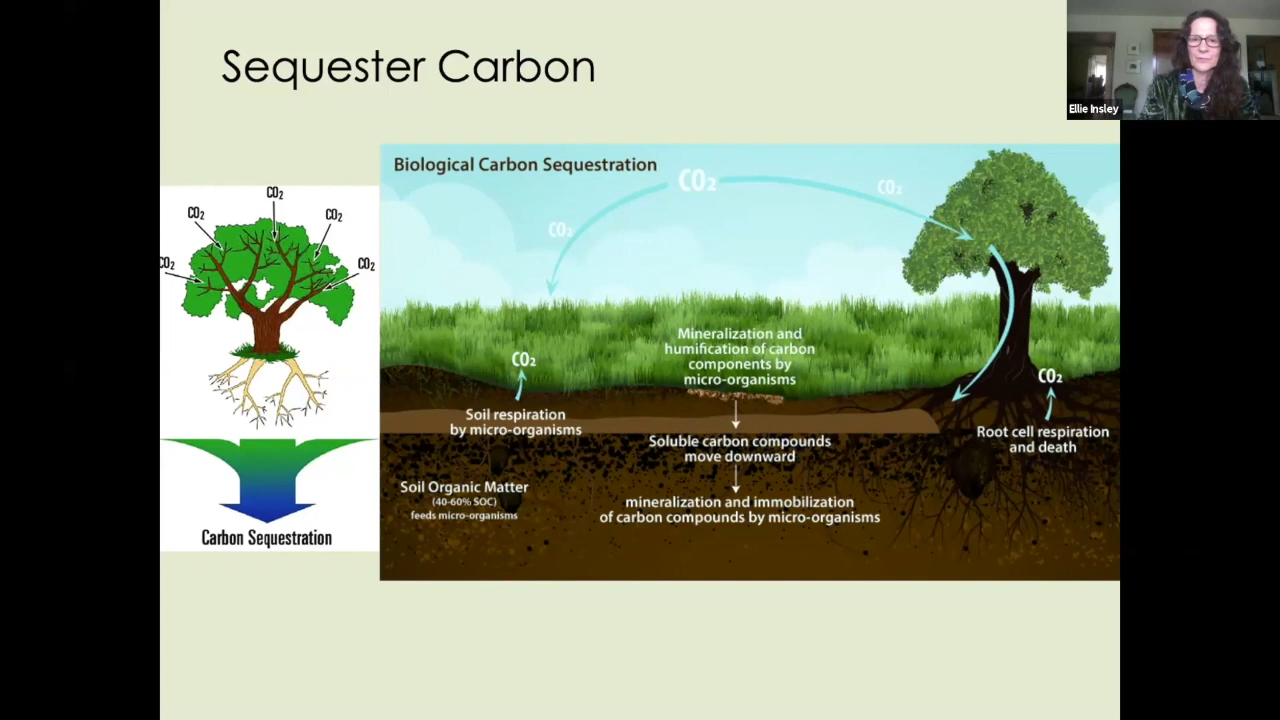 Sequester Carbon
Ellie Insley
CO2
CO2
CO2
CO2
CO2
Carbon Sequestration
Biological Carbon Sequestration
CO2
CO2
CO2
Mineralization and
humification of carbon
components by
micro-organisms
CO2
Soil respiration
by micro-organisms
CO2
Root cell respiration
and death
Soluble carbon compounds
move downward
Soil Organic Matter
(40-60% SOC)
feeds micro-organisms
mineralization and immobilization
of carbon compounds by micro-organisms